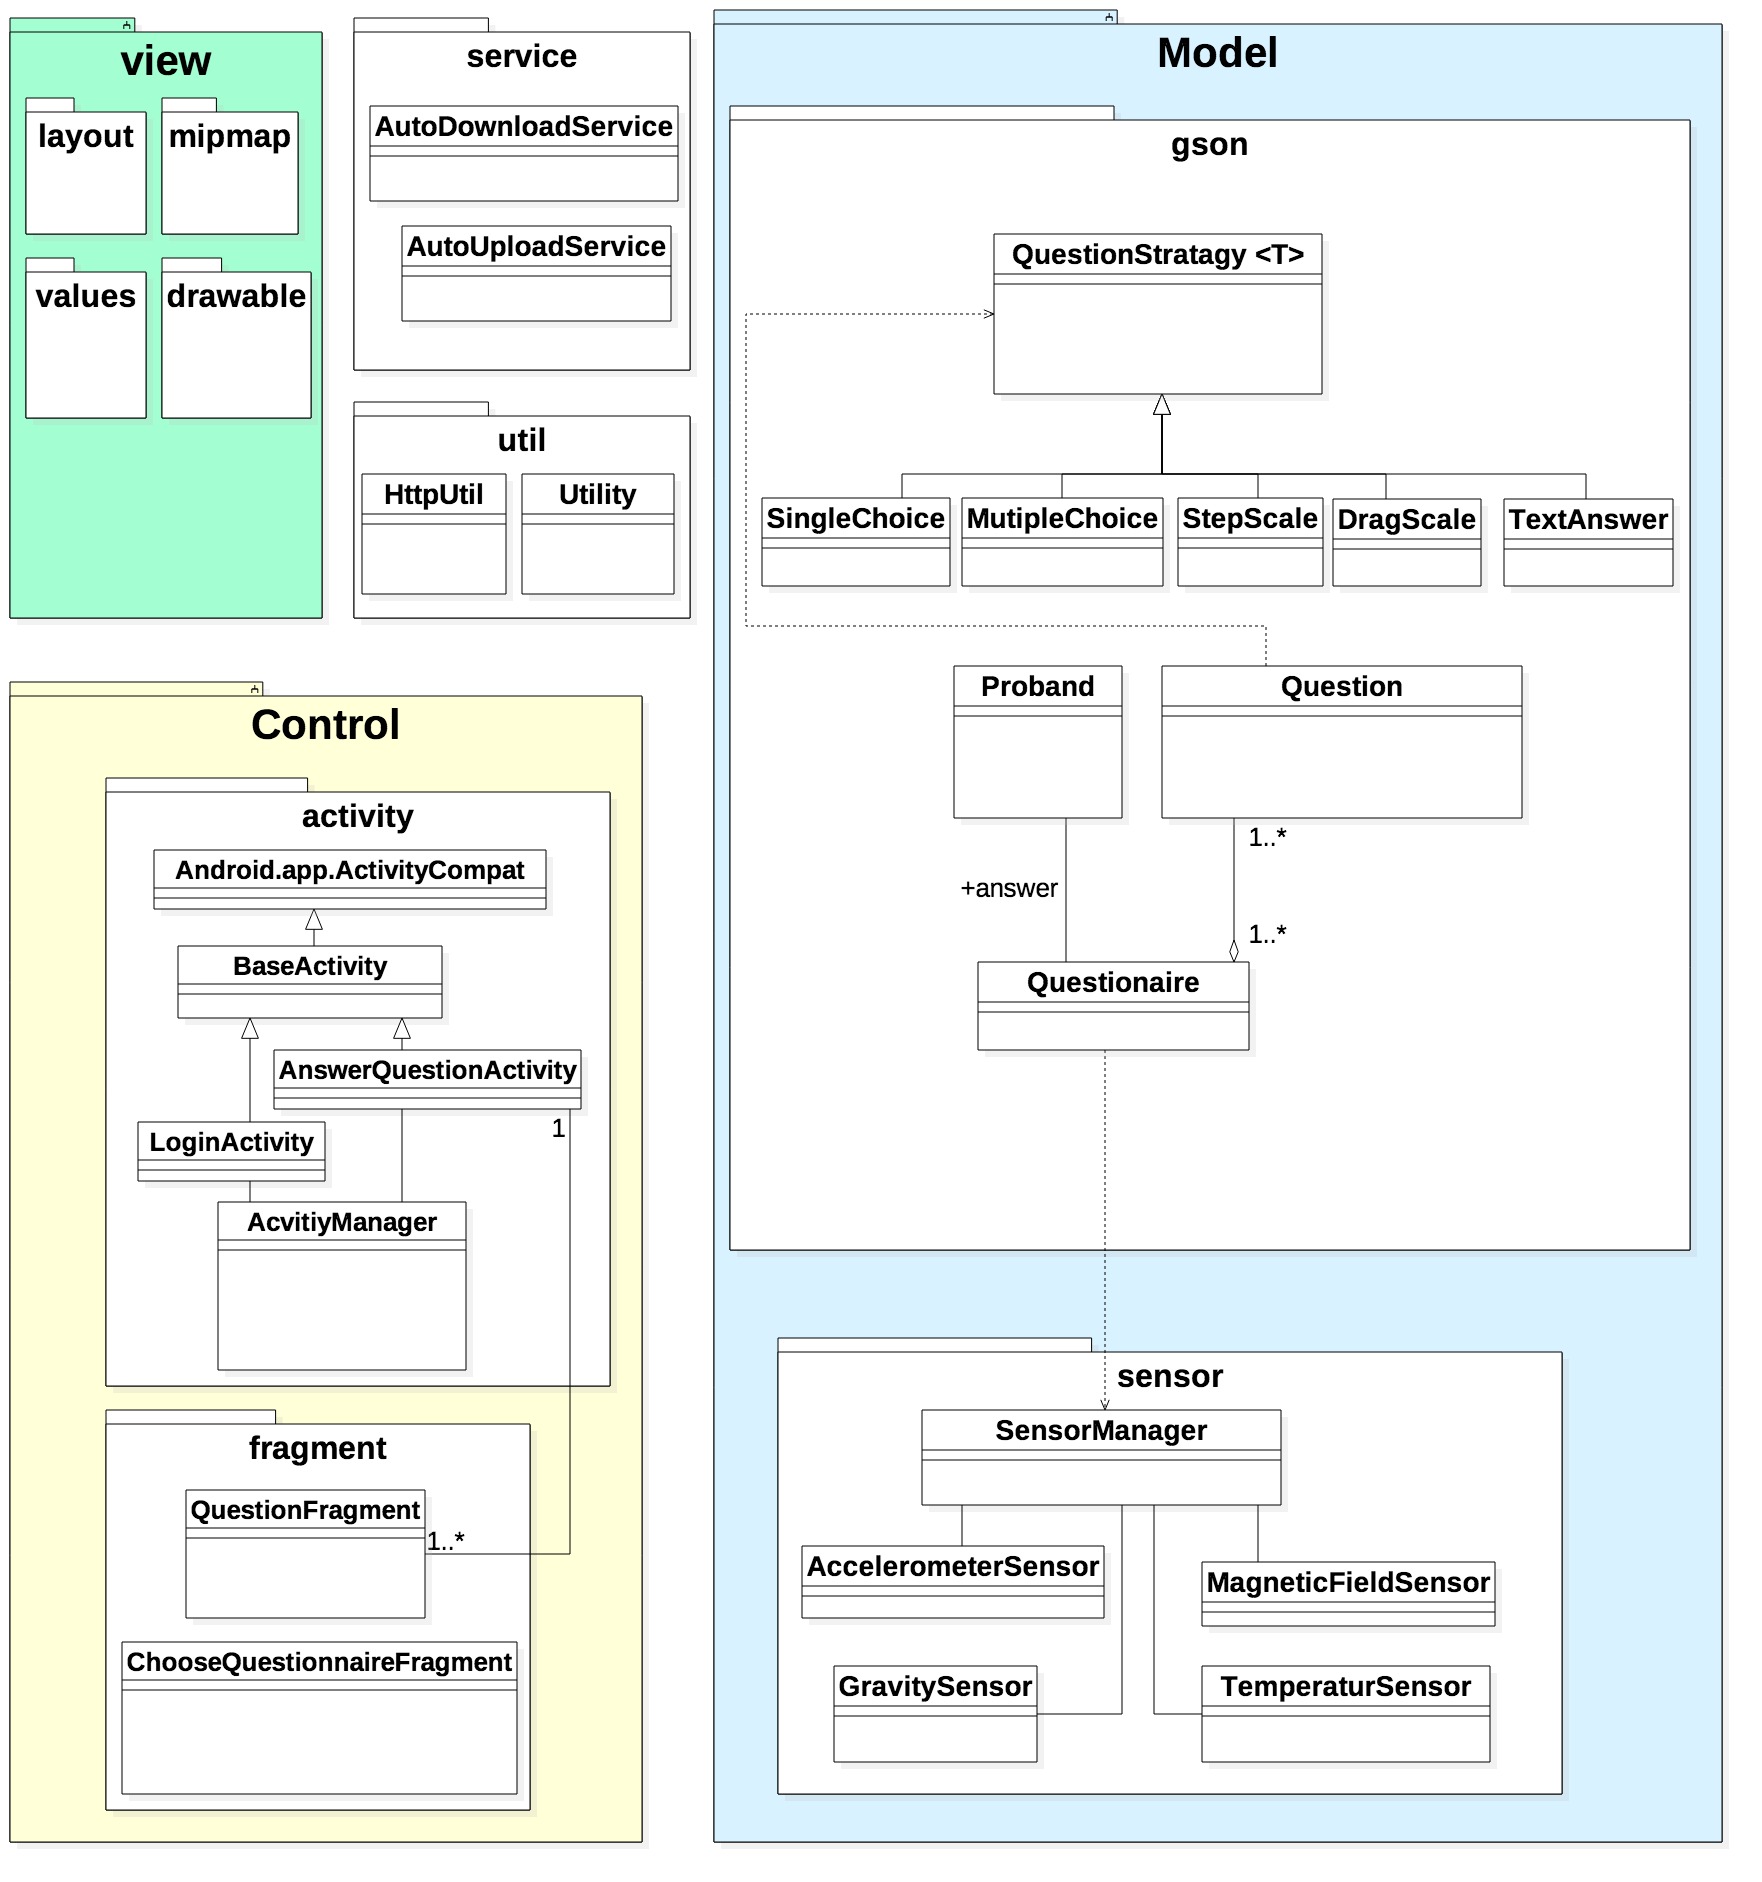 view
layout
mipmap
values
drawable
service
AutoDownloadService
AutoUploadService
util
HttpUtil
Utility
Model
gson
QuestionStratagy <T>
SingleChoice
MutipleChoice
StepScale
DragScale
TextAnswer
Proband
Question
1..*
+answer
1..*
Questionaire
sensor
SensorManager
AccelerometerSensor
MagneticFieldSensor
GravitySensor
TemperaturSensor
Control
activity
Android.app.ActivityCompat
BaseActivity
AnswerQuestionActivity
1
LoginActivity
AcvitiyManager
fragment
QuestionFragment
1..*
ChooseQuestionnaireFragment